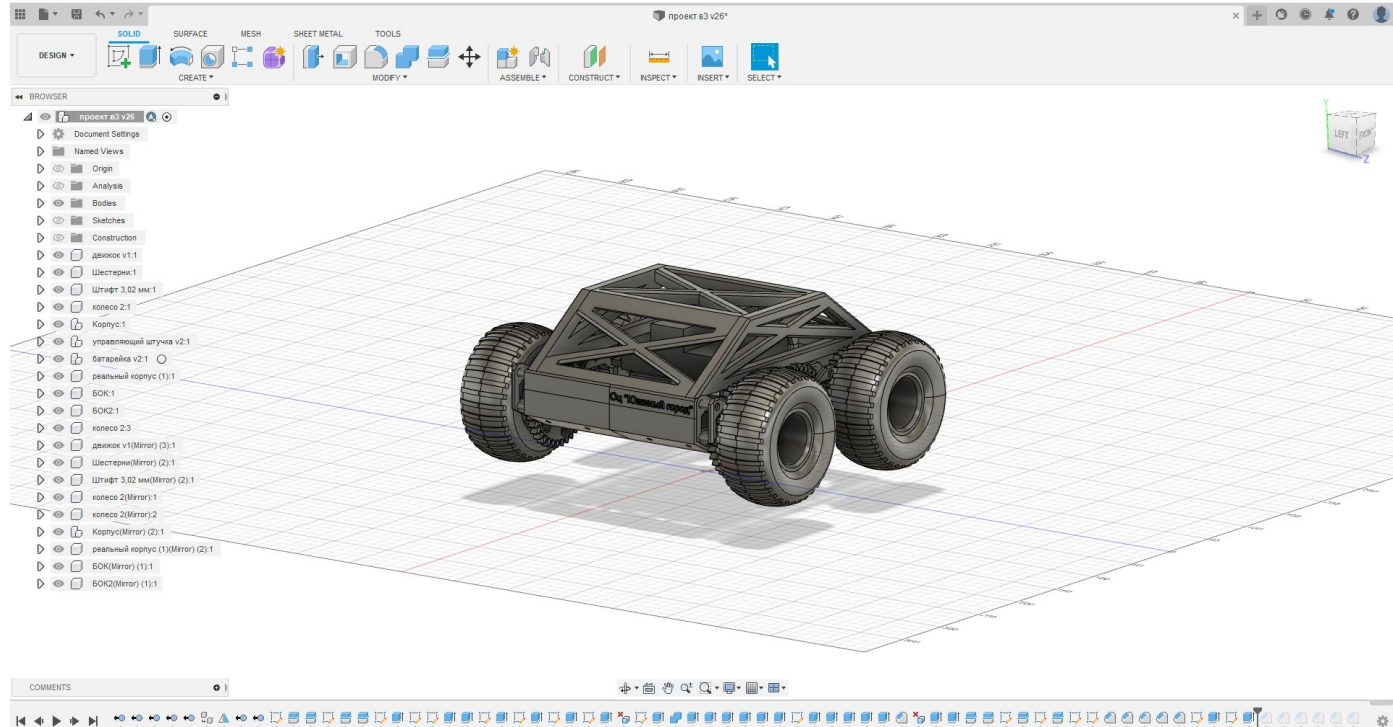 проект в3 v26*
SOLID SURFACE MESH SHEET METAL TOOLS
DESIGN
CREATE MODIFY ASSEMBLE CONSTRUCT INSPECT INSERT SELECT
BROWSER
проект в3 v26
Document Settings
Named Views
Origin
Analysis
Bodies
Sketches
Construction
движок v1:1
Шестерни:1
Штифт 3,02 мм:1
колесо 2:1
Корпус:1
управляющий штучка v2:1
батарейка v2:1
реальный корпус (1):1
БОК:1
БОК2:1
колесо 2:3
движок v1(Mirror) (3):1
Шестерни(Mirror) (2):1
Штифт 3,02 мм(Mirror) (2):1
колесо 2(Mirror):1
колесо 2(Mirror):2
Корпус(Mirror) (2):1
реальный корпус (1)(Mirror) (2):1
БОК(Mirror) (1):1
БОК2(Mirror) (1):1
Оц "Южный город"
Y
LEFT FRONT
Z
COMMENTS